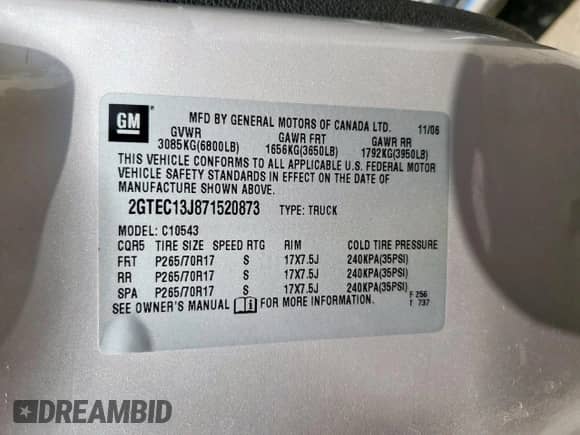 GM
MFD BY GENERAL MOTORS OF CANADA LTD. 11/06
GVWR GAWR FRT GAWR RR
3085KG(6800LB) 1656KG(3650LB) 1792KG(3950LB)
THIS VEHICLE CONFORMS TO ALL APPLICABLE U.S. FEDERAL MOTOR
VEHICLE SAFETY STANDARDS IN EFFECT ON THE DATE OF
MANUFACTURE SHOWN ABOVE.
2GTEC13J871520873 TYPE: TRUCK
MODEL: C10543
CQR5 TIRE SIZE SPEED RTG RIM COLD TIRE PRESSURE
FRT P265/70R17 S 17X7.5J 240KPA(35PSI)
RR P265/70R17 S 17X7.5J 240KPA(35PSI)
SPA P265/70R17 S 17X7.5J 240KPA(35PSI)
SEE OWNER'S MANUAL FOR MORE INFORMATION. F 256
T 737
DREAMBID